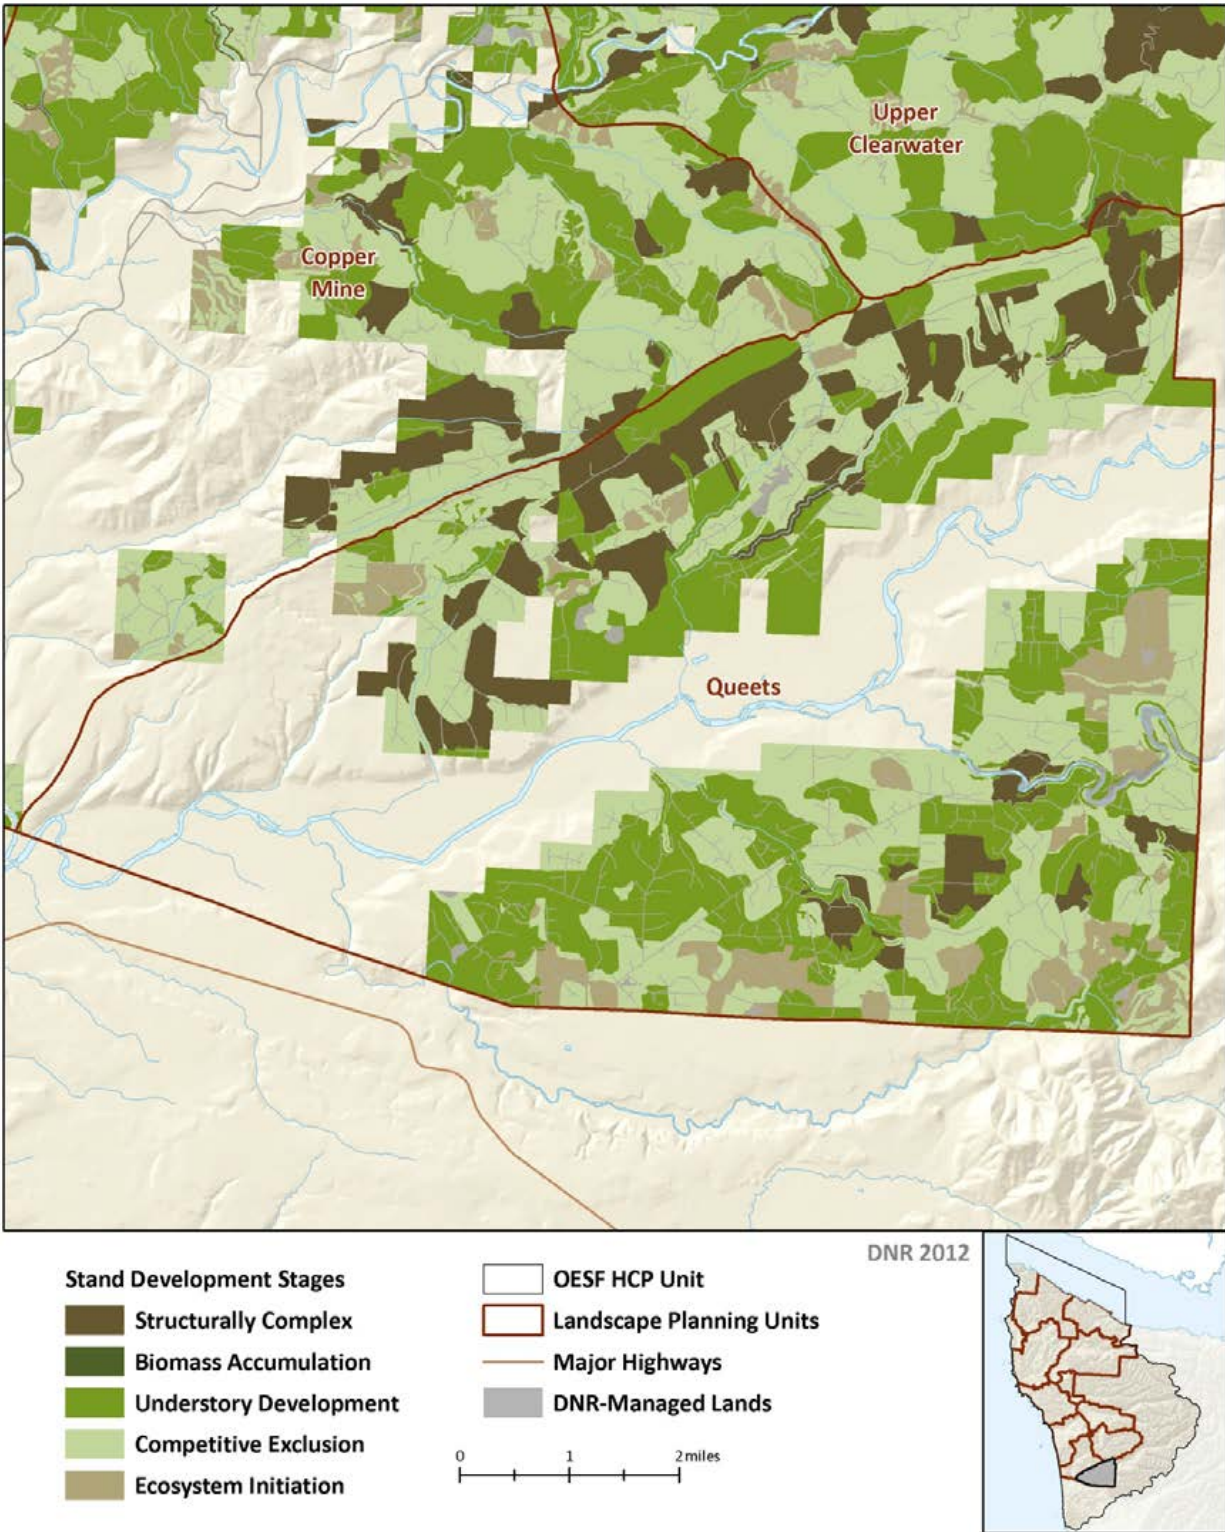 Upper
Clearwater
Copper
Mine
Queets
DNR 2012
Stand Development Stages
Structurally Complex
Biomass Accumulation
Understory Development
Competitive Exclusion
Ecosystem Initiation
OESF HCP Unit
Landscape Planning Units
Major Highways
DNR-Managed Lands
0 1 2 miles